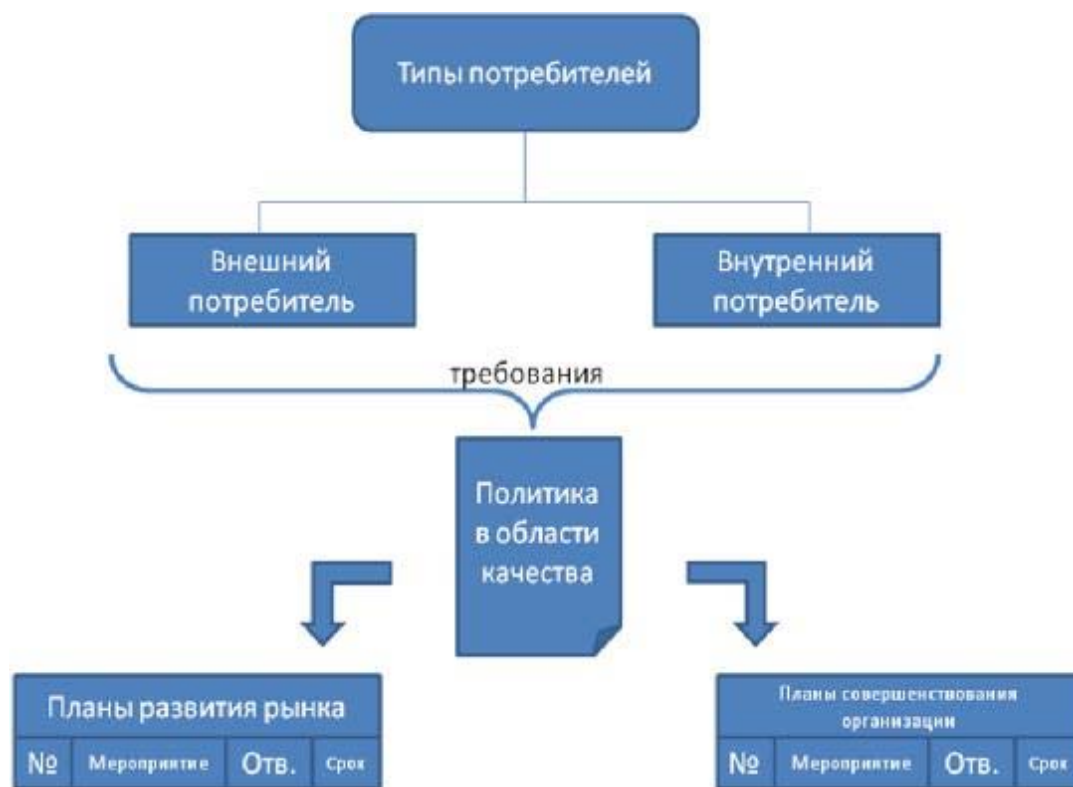 Типы потребителей
Внешний
потребитель
Внутренний
потребитель
требования
Политика
в области
качества
Планы развития рынка
№ Мероприятие Отв. Срок
Планы совершенствования
организации
№ Мероприятие Отв. Срок